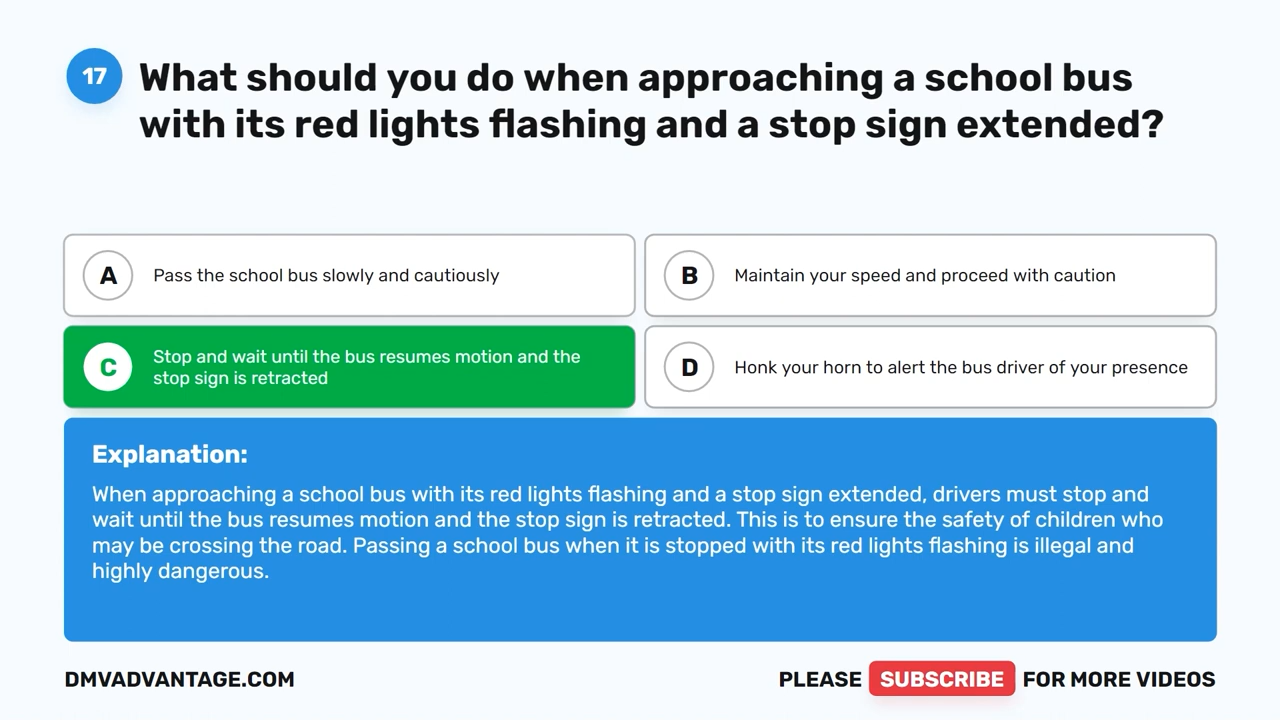 17
What should you do when approaching a school bus
with its red lights flashing and a stop sign extended?
A
Pass the school bus slowly and cautiously
B
Maintain your speed and proceed with caution
C
Stop and wait until the bus resumes motion and the
stop sign is retracted
D
Honk your horn to alert the bus driver of your presence
Explanation:
When approaching a school bus with its red lights flashing and a stop sign extended, drivers must stop and
wait until the bus resumes motion and the stop sign is retracted. This is to ensure the safety of children who
may be crossing the road. Passing a school bus when it is stopped with its red lights flashing is illegal and
highly dangerous.
DMVADVANTAGE.COM
PLEASE SUBSCRIBE FOR MORE VIDEOS